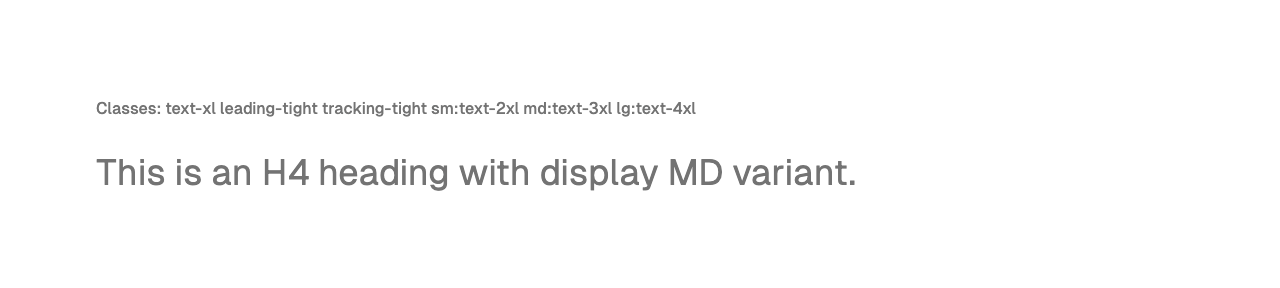 Classes: text-xl leading-tight tracking-tight sm:text-2xl md:text-3xl lg:text-4xl
This is an H4 heading with display MD variant.